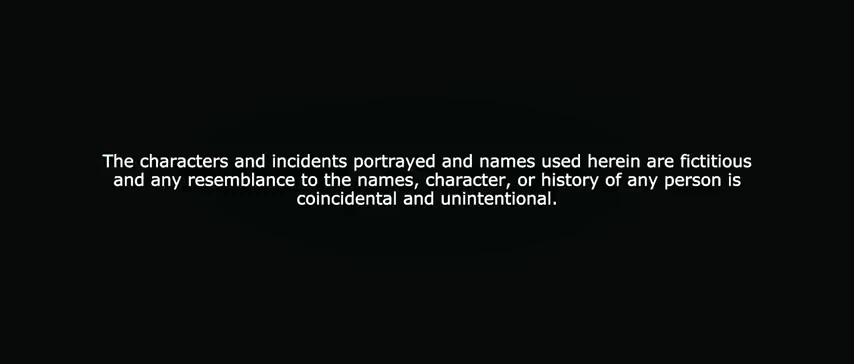 The characters and incidents portrayed and names used herein are fictitious
and any resemblance to the names, character, or history of any person is
coincidental and unintentional.